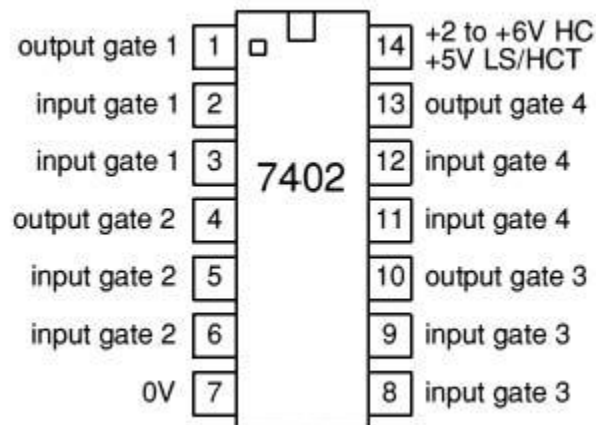 output gate 1 1
input gate 1 2
input gate 1 3
output gate 2 4
input gate 2 5
input gate 2 6
0V 7
7402
14 +2 to +6V HC
+5V LS/HCT
13 output gate 4
12 input gate 4
11 input gate 4
10 output gate 3
9 input gate 3
8 input gate 3